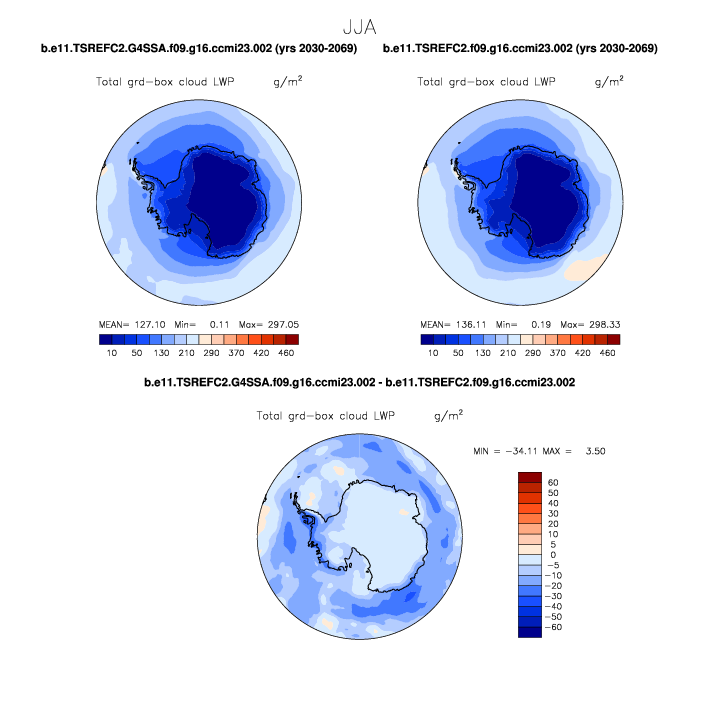 JJA
b.e11.TSREFC2.G4SSA.f09.g16.ccmi23.002 (yrs 2030-2069)
b.e11.TSREFC2.f09.g16.ccmi23.002 (yrs 2030-2069)
Total grd-box cloud LWP g/m²
Total grd-box cloud LWP g/m²
MEAN= 127.10 Min= 0.11 Max= 297.05
MEAN= 136.11 Min= 0.19 Max= 298.33
10 50 130 210 290 370 420 460
10 50 130 210 290 370 420 460
b.e11.TSREFC2.G4SSA.f09.g16.ccmi23.002 - b.e11.TSREFC2.f09.g16.ccmi23.002
Total grd-box cloud LWP g/m²
MIN = -34.11 MAX = 3.50
60
50
40
30
20
10
5
0
-5
-10
-20
-30
-40
-50
-60